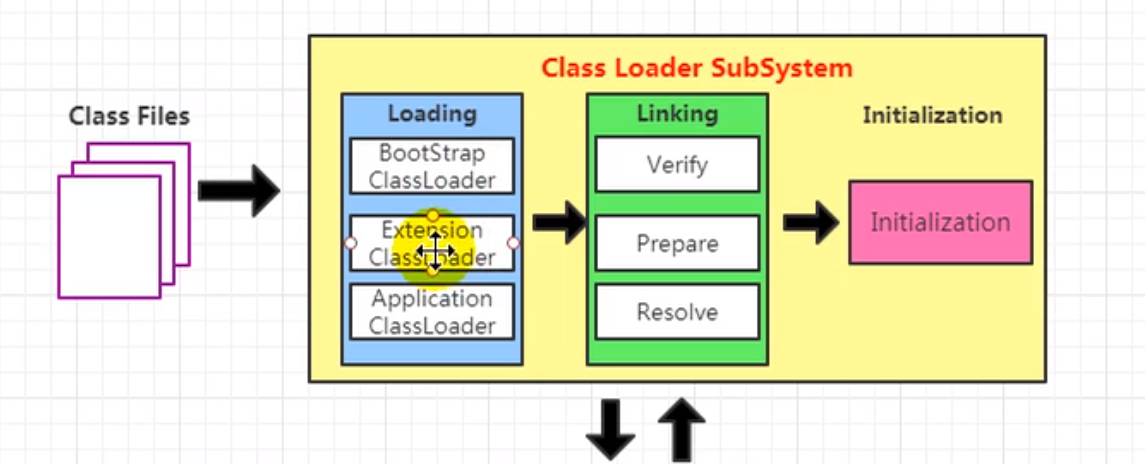 Class Loader SubSystem
Class Files
Loading
BootStrap
ClassLoader
Extension
ClassLoader
Application
ClassLoader
Linking
Verify
Prepare
Resolve
Initialization
Initialization